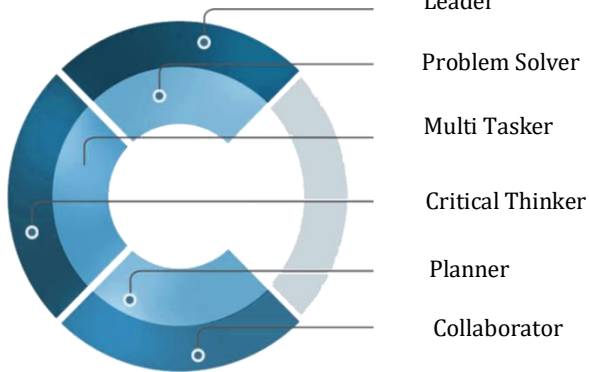 Leader
Problem Solver
Multi Tasker
Critical Thinker
Planner
Collaborator